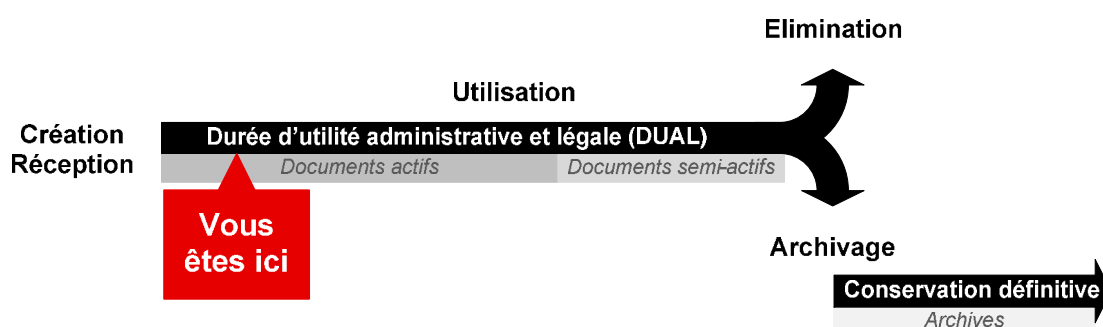 Elimination
Utilisation
Création
Réception
Durée d’utilité administrative et légale (DUAL)
Documents actifs
Documents semi-actifs
Vous
êtes ici
Archivage
Conservation définitive
Archives